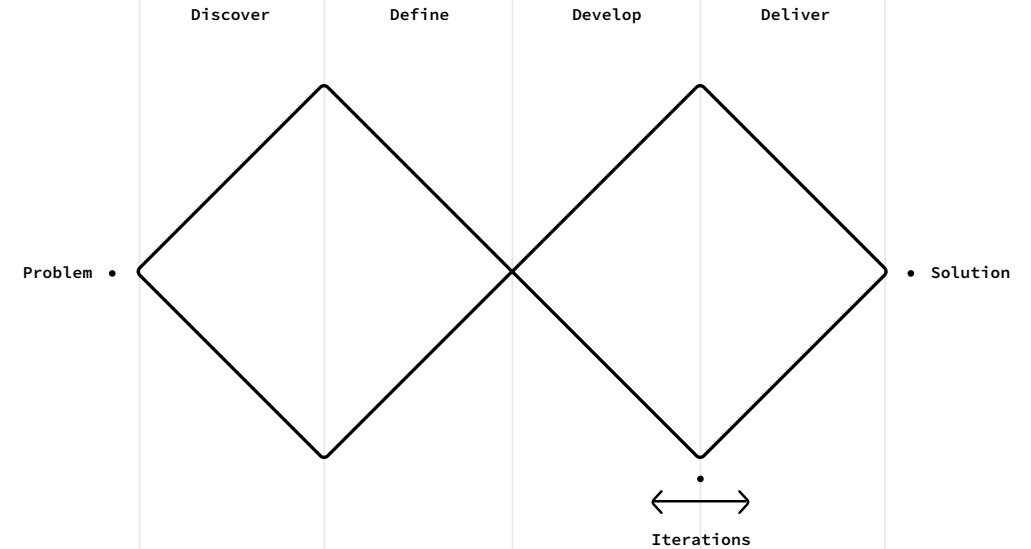 Discover
Define
Develop
Deliver
Problem
Solution
Iterations